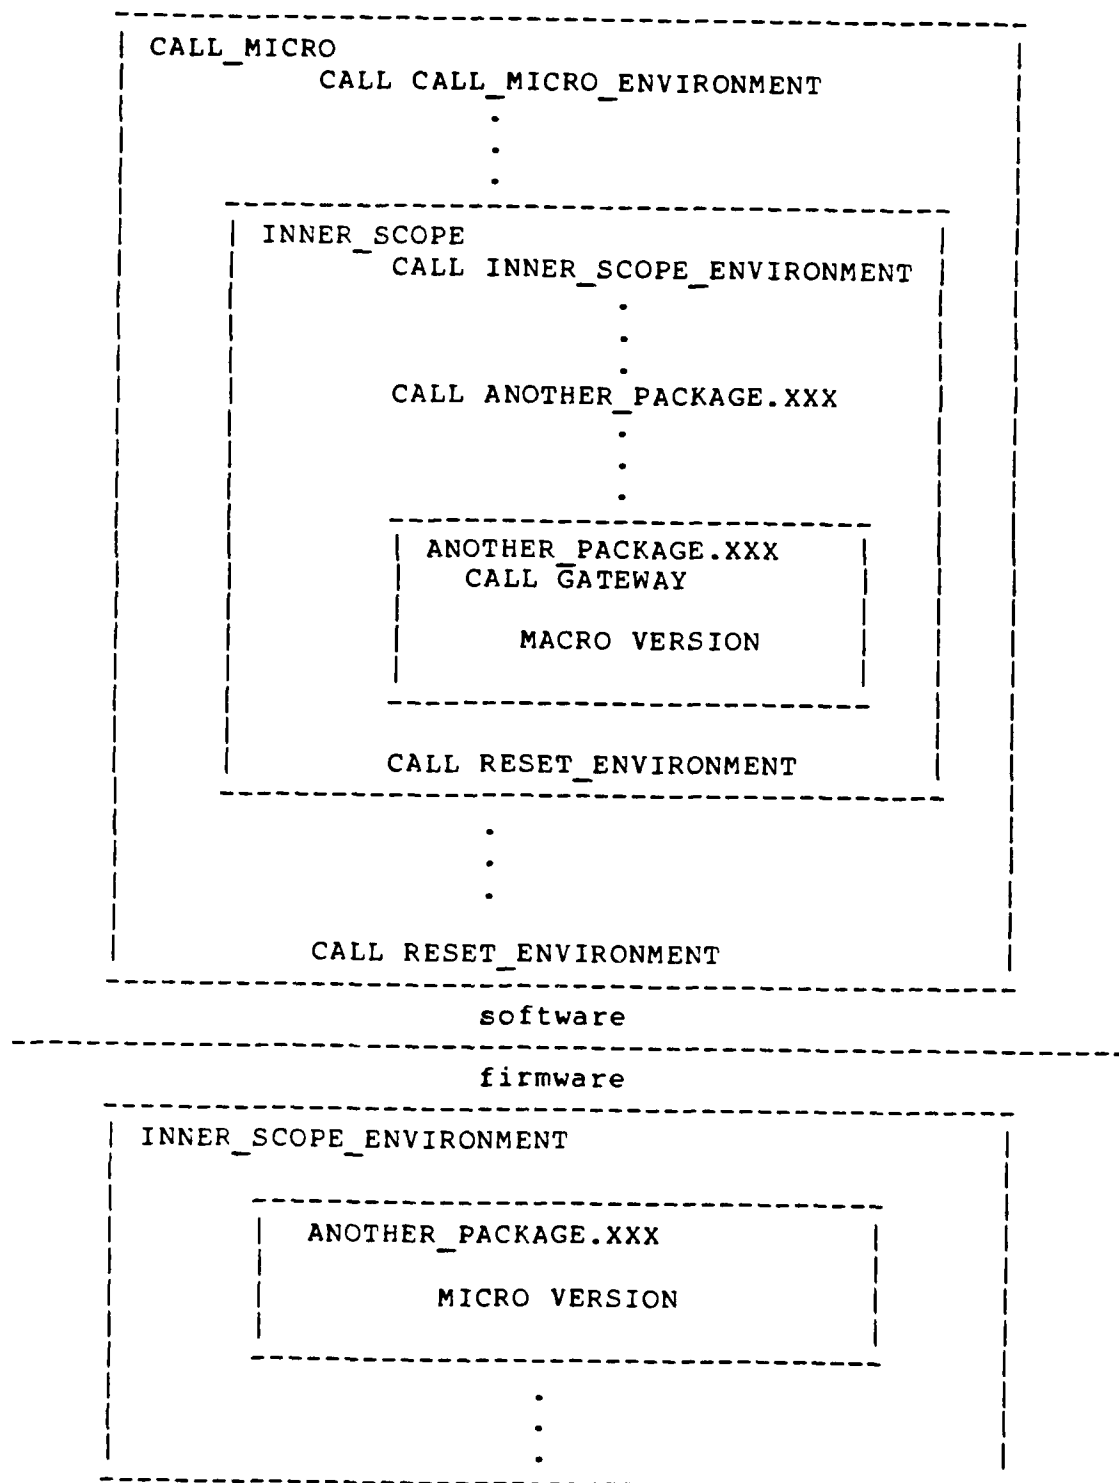 CALL_MICRO
CALL CALL_MICRO_ENVIRONMENT
.
.
.
INNER_SCOPE
CALL INNER_SCOPE_ENVIRONMENT
.
.
.
CALL ANOTHER_PACKAGE.XXX
.
.
.
ANOTHER_PACKAGE.XXX
CALL GATEWAY
MACRO VERSION
CALL RESET_ENVIRONMENT
.
.
.
CALL RESET_ENVIRONMENT
software
firmware
INNER_SCOPE_ENVIRONMENT
ANOTHER_PACKAGE.XXX
MICRO VERSION
.
.
.